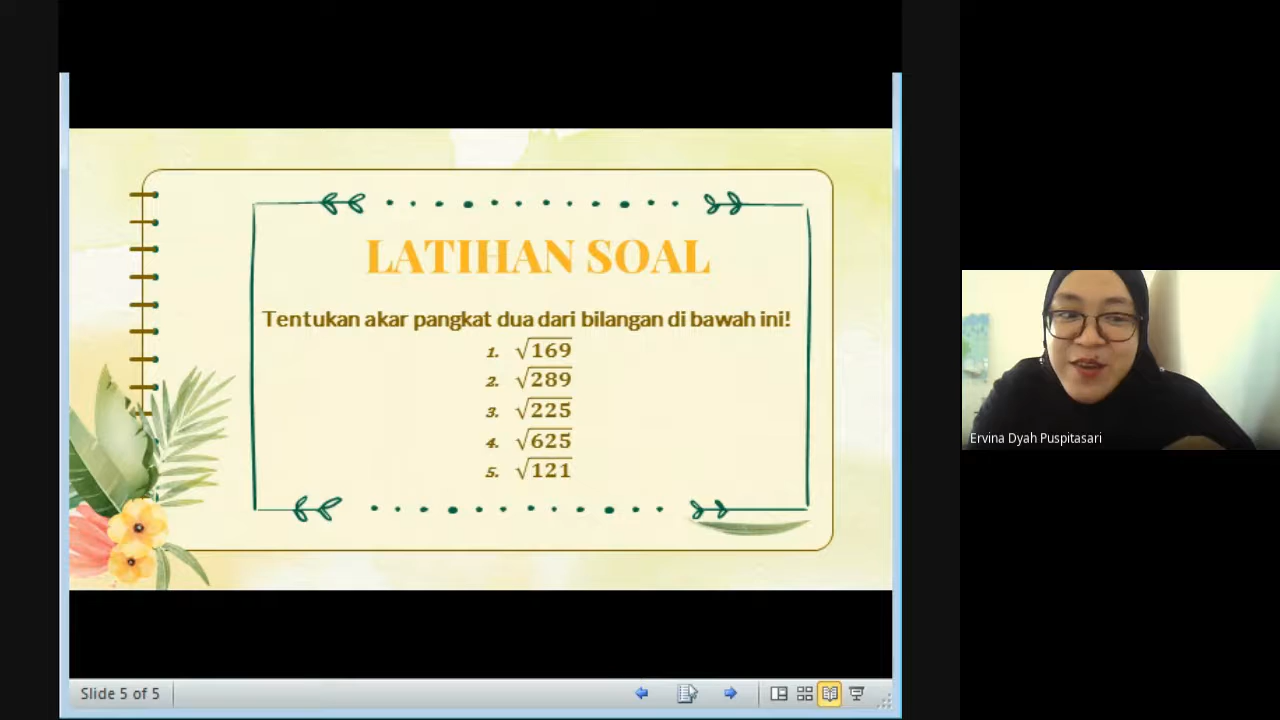 LATIHAN SOAL
Tentukan akar pangkat dua dari bilangan di bawah ini!
1. √169
2. √289
3. √225
4. √625
5. √121
Ervina Dyah Puspitasari
Slide 5 of 5